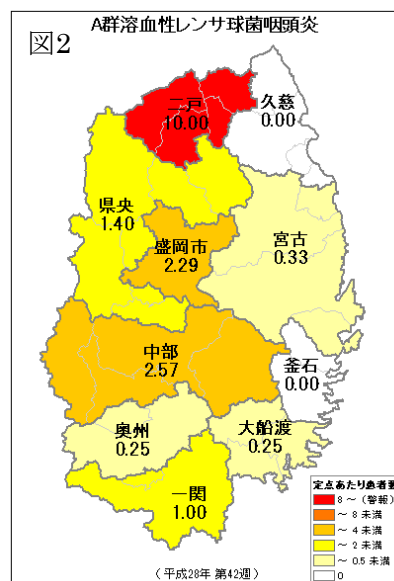 A群溶血性レンサ球菌咽頭炎
図2
二戸
10.00
久慈
0.00
県央
1.40
盛岡市
2.29
宮古
0.33
中部
2.57
釜石
0.00
奥州
0.25
大船渡
0.25
一関
1.00
定点あたり患者
8～（警報）
～8未満
～4未満
～2未満
～0.5未満
0
（平成28年 第42週）